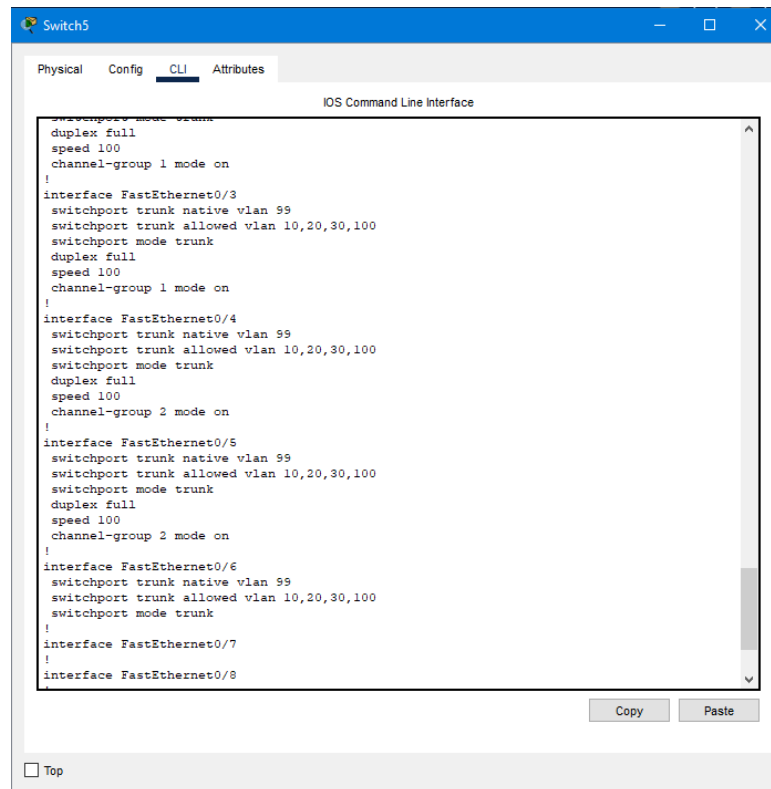 Switch5
Physical Config CLI Attributes
IOS Command Line Interface
switchport mode trunk
duplex full
speed 100
channel-group 1 mode on
!
interface FastEthernet0/3
switchport trunk native vlan 99
switchport trunk allowed vlan 10,20,30,100
switchport mode trunk
duplex full
speed 100
channel-group 1 mode on
!
interface FastEthernet0/4
switchport trunk native vlan 99
switchport trunk allowed vlan 10,20,30,100
switchport mode trunk
duplex full
speed 100
channel-group 2 mode on
!
interface FastEthernet0/5
switchport trunk native vlan 99
switchport trunk allowed vlan 10,20,30,100
switchport mode trunk
duplex full
speed 100
channel-group 2 mode on
!
interface FastEthernet0/6
switchport trunk native vlan 99
switchport trunk allowed vlan 10,20,30,100
switchport mode trunk
!
interface FastEthernet0/7
!
interface FastEthernet0/8
Copy Paste
Top